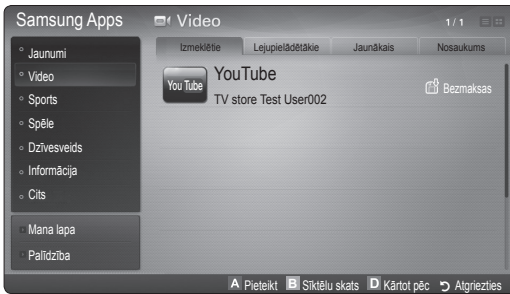 Samsung Apps
Video
1/1
Jaunumi
Video
Sports
Spēle
Dzīvesveids
Informācija
Cits
Mana lapa
Palīdzība
Izmeklētie
Lejupielādētākie
Jaunākais
Nosaukums
You Tube
YouTube
TV store Test User002
Bezmaksas
A Pieteikt B Sīktēlu skats D Kārtot pēc Atgriezties